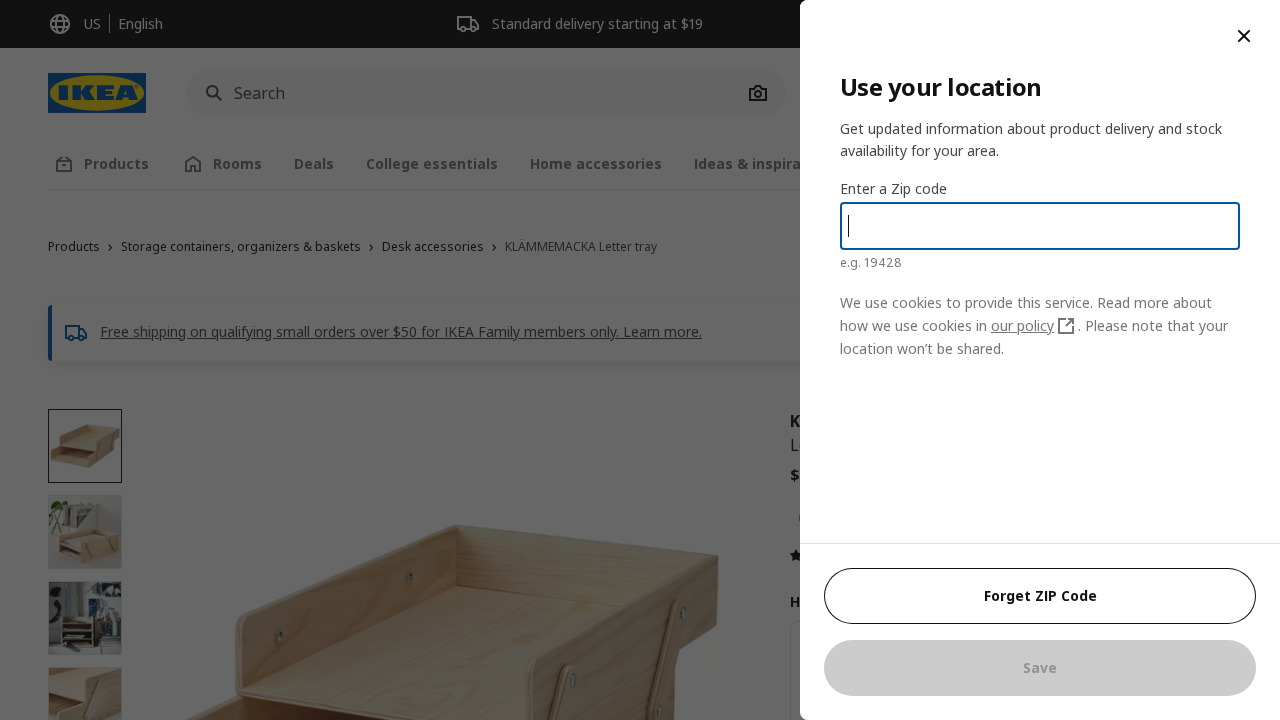 US
English
Standard delivery starting at $19
IKEA
Search
Products
Rooms
Deals
College essentials
Home accessories
Ideas & inspira
Products
Storage containers, organizers & baskets
Desk accessories
KLÄMMEMACKA Letter tray
Free shipping on qualifying small orders over $50 for IKEA Family members only. Learn more.
K
L
$
H
Use your location
Get updated information about product delivery and stock
availability for your area.
Enter a Zip code
e.g. 19428
We use cookies to provide this service. Read more about
how we use cookies in our policy . Please note that your
location won’t be shared.
Forget ZIP Code
Save